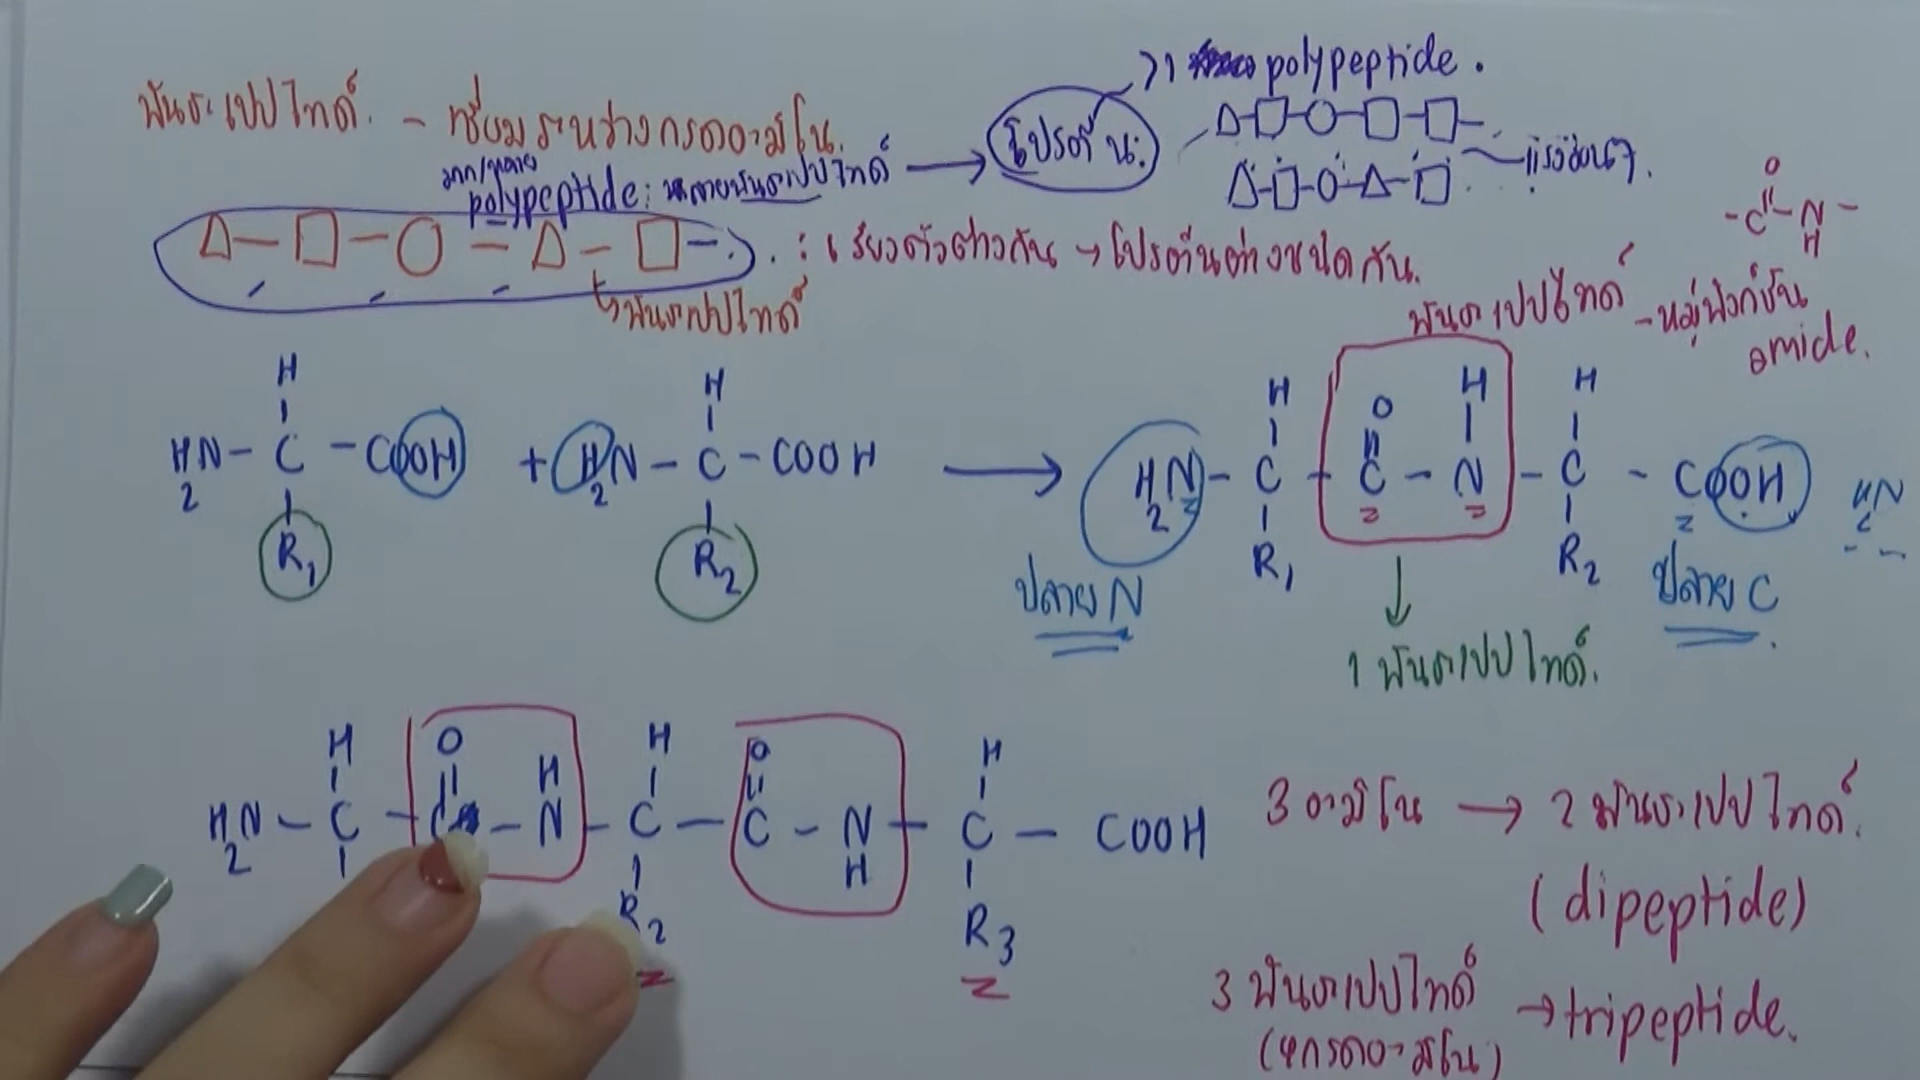 >1 polypeptide.
พันธะเปปไทด์. - เชื่อมระหว่างกรดอะมิโน.
มาก/หลาย
polypeptide: หลายพันธะเปปไทด์ → โปรตีน:
แรงอ่อนๆ.
: เรียงตัวต่างกัน → โปรตีนต่างชนิดกัน.
พันธะเปปไทด์
O
-C=N-
H
พันธะเปปไทด์ - หมู่ฟังก์ชัน
amide.
H H H O H H
H₂N - C - COOH + H₂N - C - COOH → H₂N - C - C - N - C - COOH H₂N
R₁ R₂ R₁ R₂
ปลาย N ปลาย C
1 พันธะเปปไทด์.
H O H H O H
H₂N - C - C - N - C - C - N - C - COOH
H
R₂ R₃
3 อะมิโน → 2 พันธะเปปไทด์.
(dipeptide)
3 พันธะเปปไทด์ → tripeptide.
(4กรดอะมิโน)